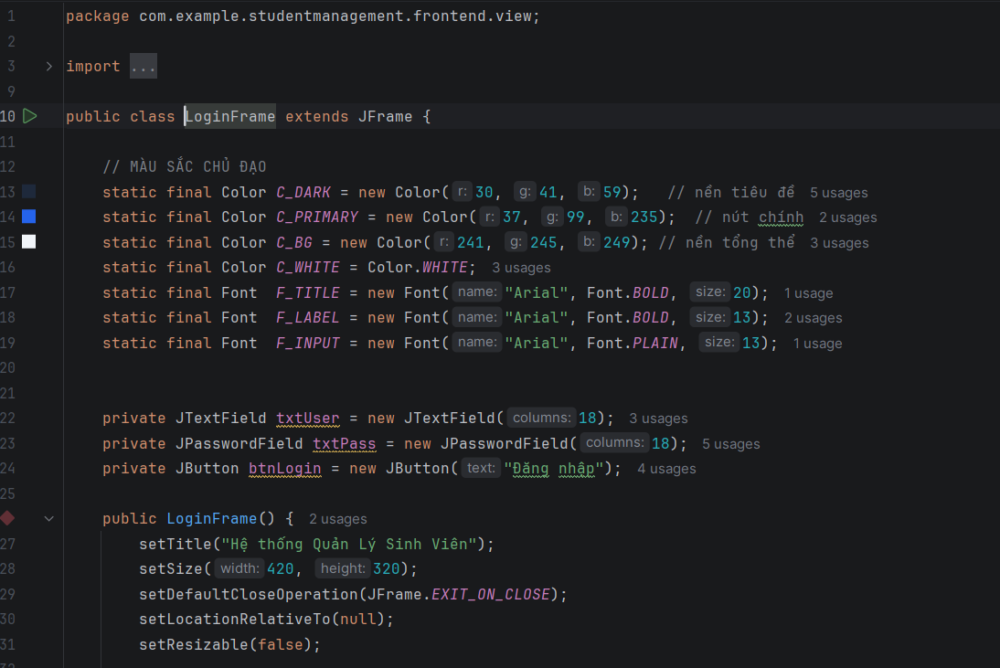 1 package com.example.studentmanagement.frontend.view;
2
3 import ...
9
10 public class LoginFrame extends JFrame {
11
12 // MÀU SẮC CHỦ ĐẠO
13 static final Color C_DARK = new Color( r: 30, g: 41, b: 59); // nền tiêu đề 5 usages
14 static final Color C_PRIMARY = new Color( r: 37, g: 99, b: 235); // nút chính 2 usages
15 static final Color C_BG = new Color( r: 241, g: 245, b: 249); // nền tổng thể 3 usages
16 static final Color C_WHITE = Color.WHITE; 3 usages
17 static final Font F_TITLE = new Font( name: "Arial", Font.BOLD, size: 20); 1 usage
18 static final Font F_LABEL = new Font( name: "Arial", Font.BOLD, size: 13); 2 usages
19 static final Font F_INPUT = new Font( name: "Arial", Font.PLAIN, size: 13); 1 usage
20
21
22 private JTextField txtUser = new JTextField( columns: 18); 3 usages
23 private JPasswordField txtPass = new JPasswordField( columns: 18); 5 usages
24 private JButton btnLogin = new JButton( text: "Đăng nhập"); 4 usages
25
public LoginFrame() { 2 usages
27 setTitle("Hệ thống Quản Lý Sinh Viên");
28 setSize( width: 420, height: 320);
29 setDefaultCloseOperation(JFrame.EXIT_ON_CLOSE);
30 setLocationRelativeTo(null);
31 setResizable(false);